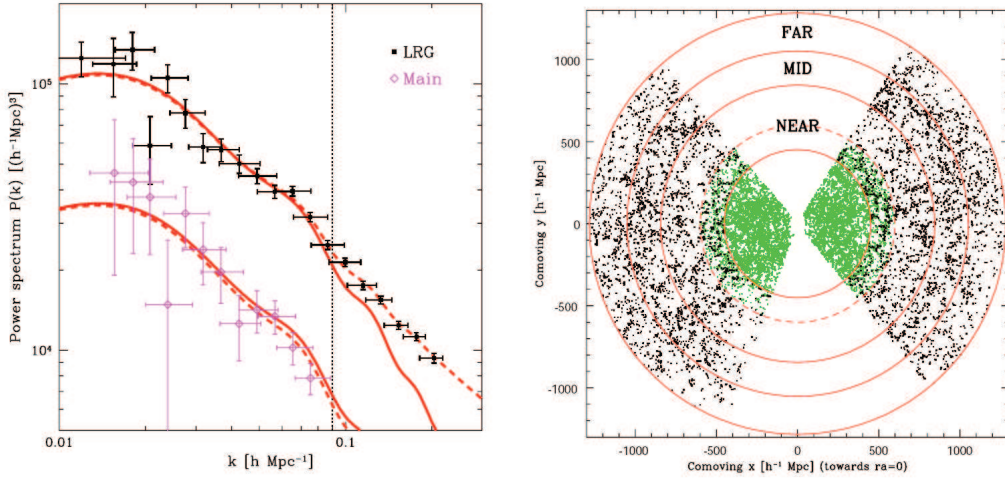 Power spectrum P(k) [(h⁻¹Mpc)³]
10⁵
10⁴
LRG
Main
0.01
0.1
k [h Mpc⁻¹]
Comoving y [h⁻¹ Mpc]
1000
500
0
-500
-1000
FAR
MID
NEAR
-1000
-500
0
500
1000
Comoving x [h⁻¹ Mpc] (towards ra=0)